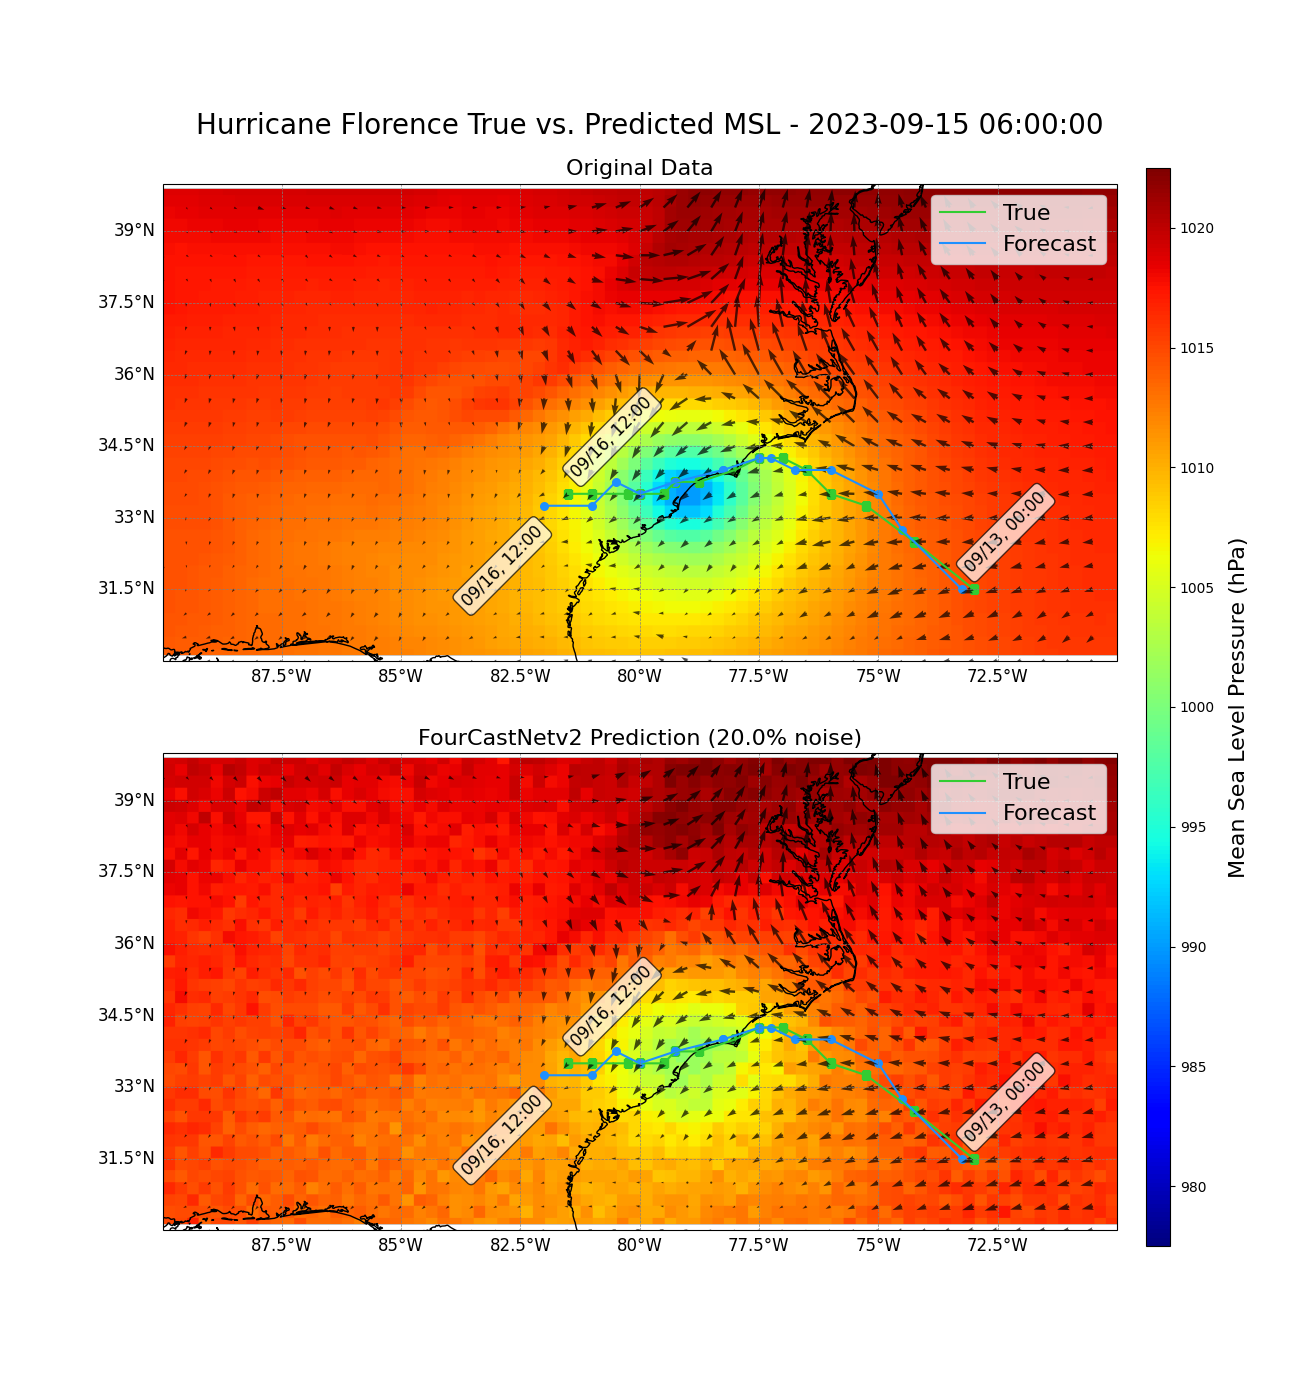 Hurricane Florence True vs. Predicted MSL - 2023-09-15 06:00:00
Original Data
True
Forecast
39°N
37.5°N
36°N
34.5°N
33°N
31.5°N
09/16, 12:00
09/16, 12:00
09/13, 00:00
87.5°W
85°W
82.5°W
80°W
77.5°W
75°W
72.5°W
FourCastNetv2 Prediction (20.0% noise)
True
Forecast
39°N
37.5°N
36°N
34.5°N
33°N
31.5°N
09/16, 12:00
09/16, 12:00
09/13, 00:00
87.5°W
85°W
82.5°W
80°W
77.5°W
75°W
72.5°W
1020
1015
1010
1005
1000
995
990
985
980
Mean Sea Level Pressure (hPa)